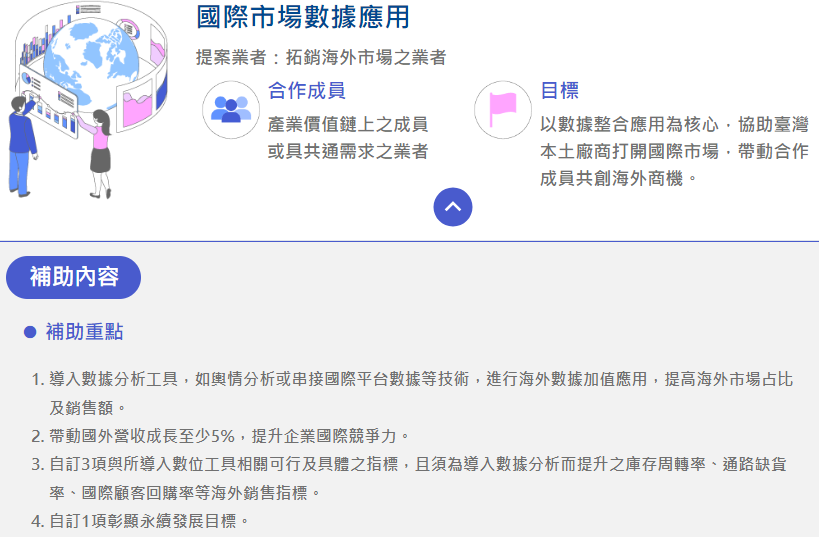 國際市場數據應用
提案業者：拓銷海外市場之業者
合作成員
產業價值鏈上之成員
或具共通需求之業者
目標
以數據整合應用為核心，協助臺灣
本土廠商打開國際市場，帶動合作
成員共創海外商機。
補助內容
補助重點
1. 導入數據分析工具，如輿情分析或串接國際平台數據等技術，進行海外數據加值應用，提高海外市場占比
及銷售額。
2. 帶動國外營收成長至少5%，提升企業國際競爭力。
3. 自訂3項與所導入數位工具相關可行及具體之指標，且須為導入數據分析而提升之庫存周轉率、通路缺貨
率、國際顧客回購率等海外銷售指標。
4. 自訂1項彰顯永續發展目標。